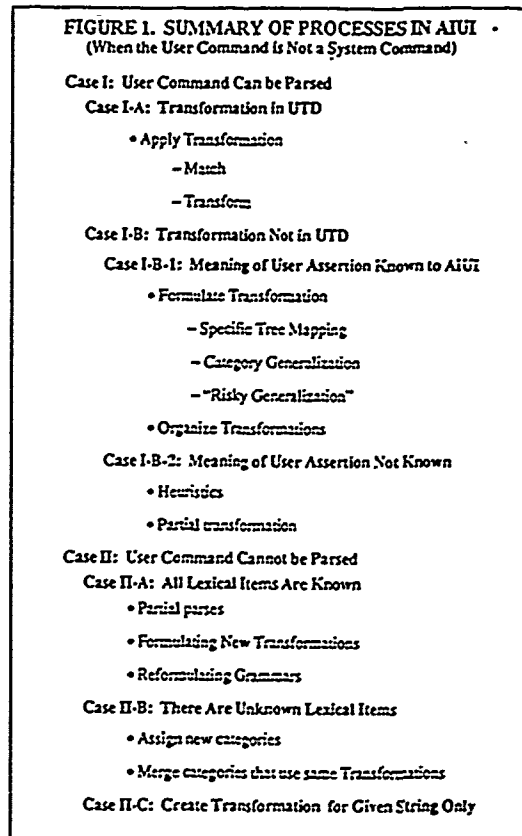 FIGURE 1. SUMMARY OF PROCESSES IN AIUI
(When the User Command is Not a System Command)
Case I: User Command Can be Parsed
Case I-A: Transformation in UTD
• Apply Transformation
– Match
– Transform
Case I-B: Transformation Not in UTD
Case I-B-1: Meaning of User Assertion Known to AIUI
• Formulate Transformation
– Specific Tree Mapping
– Category Generalization
– "Risky Generalization"
• Organize Transformations
Case I-B-2: Meaning of User Assertion Not Known
• Heuristics
• Partial transformation
Case II: User Command Cannot be Parsed
Case II-A: All Lexical Items Are Known
• Partial parses
• Formulating New Transformations
• Reformulating Grammars
Case II-B: There Are Unknown Lexical Items
• Assign new categories
• Merge categories that use same Transformations
Case II-C: Create Transformation for Given String Only